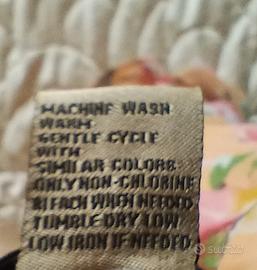 MACHINE WASH
WARM
GENTLE CYCLE
WITH
SIMILAR COLORS
ONLY NON-CHLORINE
BLEACH WHEN NEEDED
TUMBLE DRY LOW
LOW IRON IF NEEDED
subito